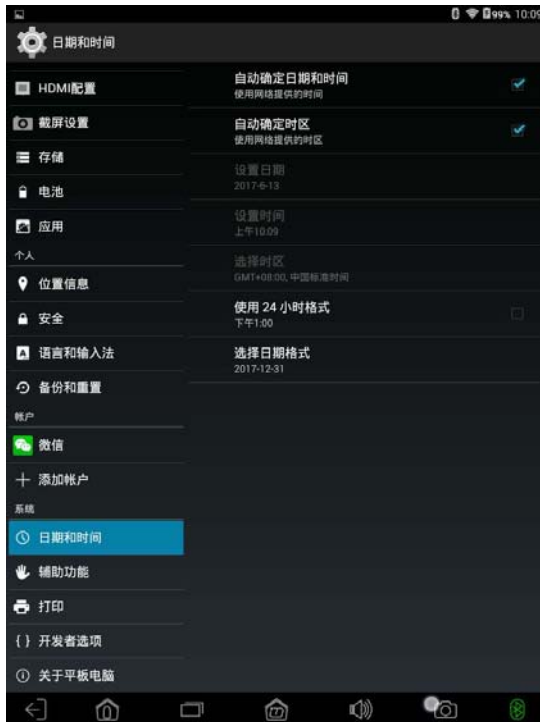 99% 10:09
日期和时间
HDMI配置
截屏设置
存储
电池
应用
个人
位置信息
安全
语言和输入法
备份和重置
帐户
微信
添加帐户
系统
日期和时间
辅助功能
打印
{ } 开发者选项
关于平板电脑
自动确定日期和时间
使用网络提供的时间
自动确定时区
使用网络提供的时区
设置日期
2017-6-13
设置时间
上午10:09
选择时区
GMT+08:00, 中国标准时间
使用 24 小时格式
下午1:00
选择日期格式
2017-12-31